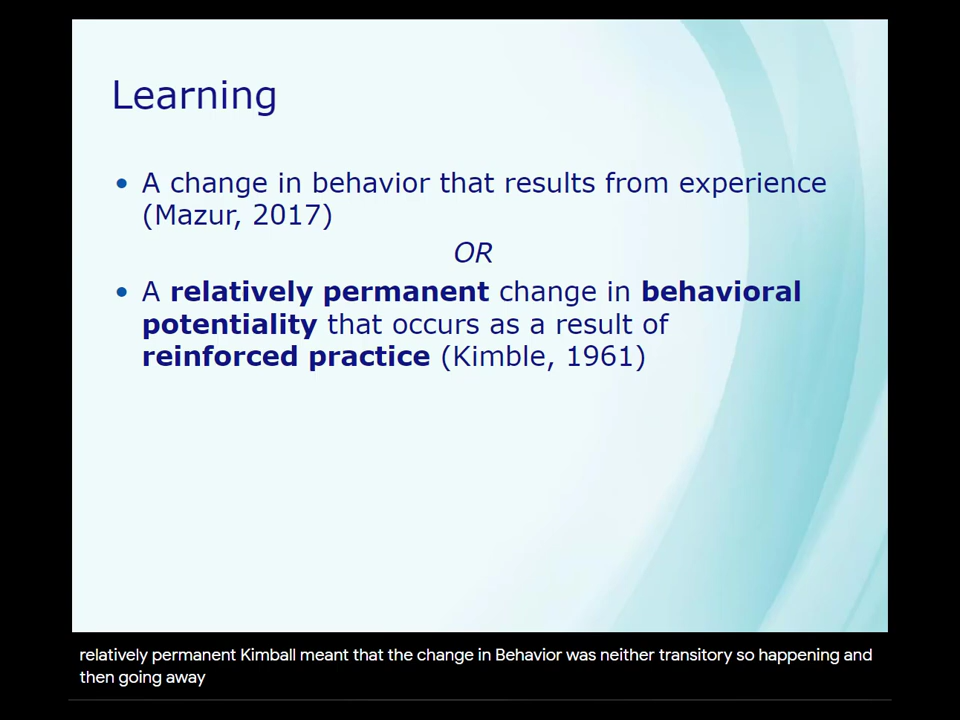 Learning
• A change in behavior that results from experience
(Mazur, 2017)
OR
• A relatively permanent change in behavioral
potentiality that occurs as a result of
reinforced practice (Kimble, 1961)
relatively permanent Kimball meant that the change in Behavior was neither transitory so happening and
then going away